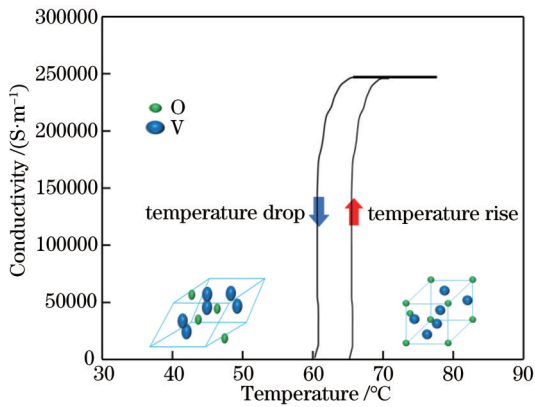 300000
250000
200000
150000
100000
50000
0
Conductivity /(S·m⁻¹)
O
V
temperature drop
temperature rise
30 40 50 60 70 80 90
Temperature /°C